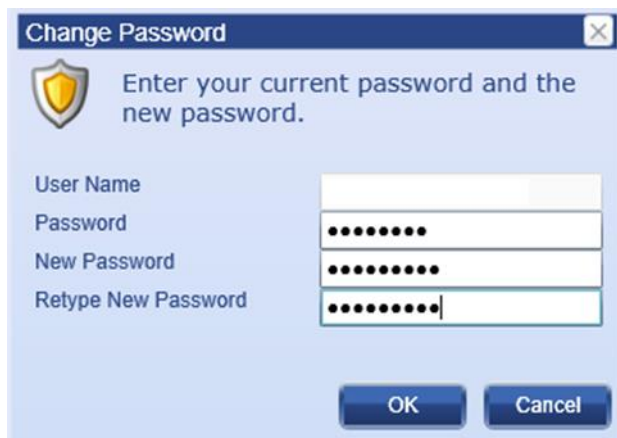 Change Password
Enter your current password and the
new password.
User Name
Password
••••••••
New Password
•••••••••
Retype New Password
•••••••••
OK
Cancel